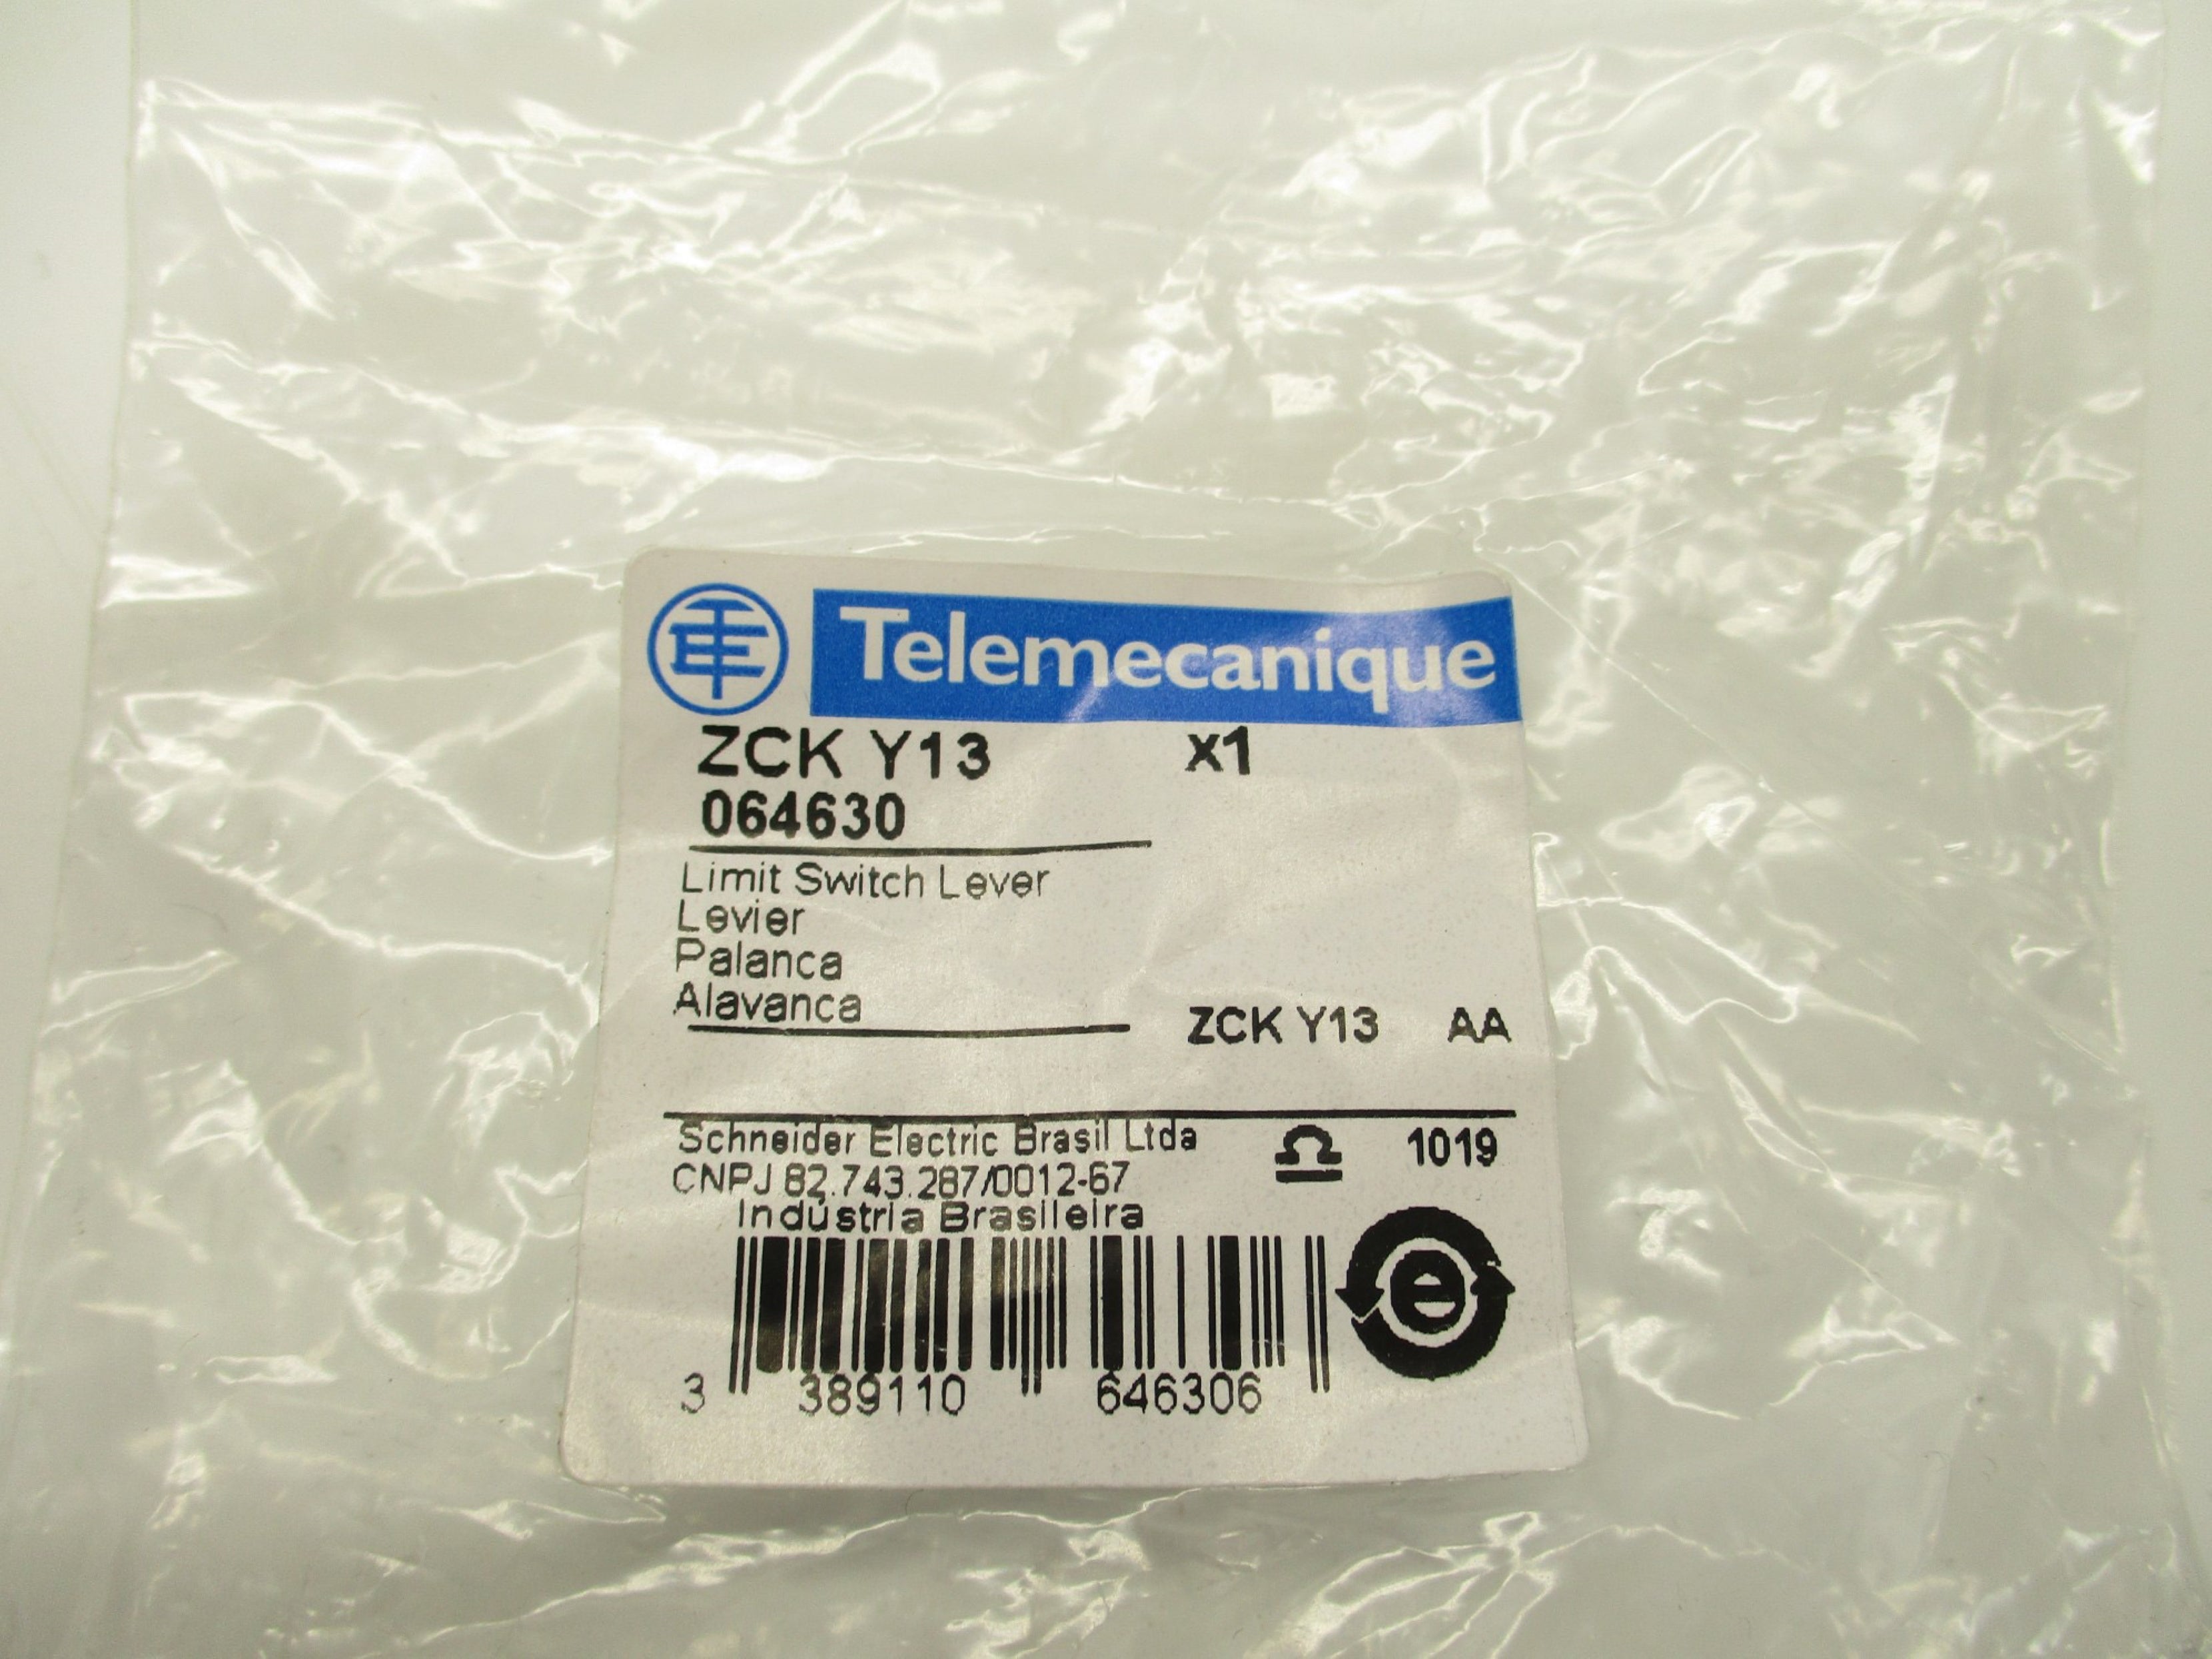 TE Telemecanique
ZCK Y13 x1
064630
Limit Switch Lever
Levier
Palanca
Alavanca
ZCK Y13 AA
Schneider Electric Brasil Ltda
1019
CNPJ 82.743.287/0012-67
Indústria Brasileira
e
3 389110 646306